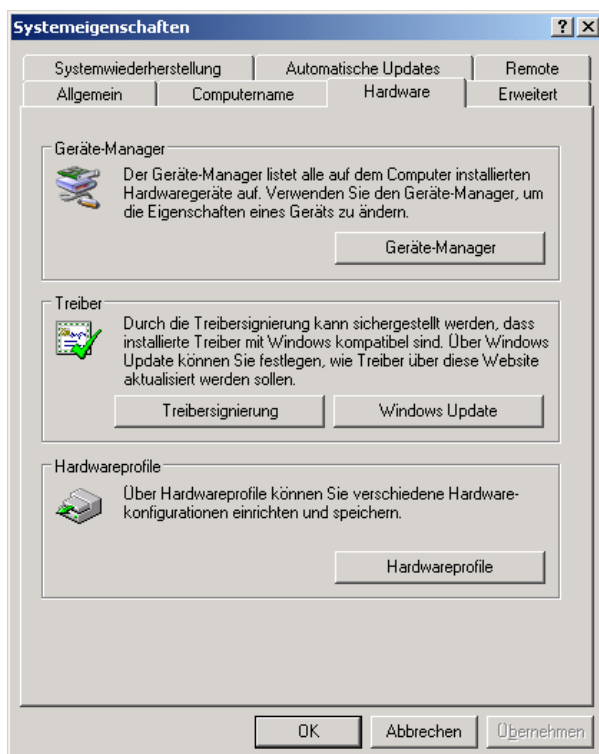 Systemeigenschaften
Systemwiederherstellung Automatische Updates Remote
Allgemein Computername Hardware Erweitert
Geräte-Manager
Der Geräte-Manager listet alle auf dem Computer installierten
Hardwaregeräte auf. Verwenden Sie den Geräte-Manager, um
die Eigenschaften eines Geräts zu ändern.
Geräte-Manager
Treiber
Durch die Treibersignierung kann sichergestellt werden, dass
installierte Treiber mit Windows kompatibel sind. Über Windows
Update können Sie festlegen, wie Treiber über diese Website
aktualisiert werden sollen.
Treibersignierung Windows Update
Hardwareprofile
Über Hardwareprofile können Sie verschiedene Hardware-
konfigurationen einrichten und speichern.
Hardwareprofile
OK Abbrechen Übernehmen